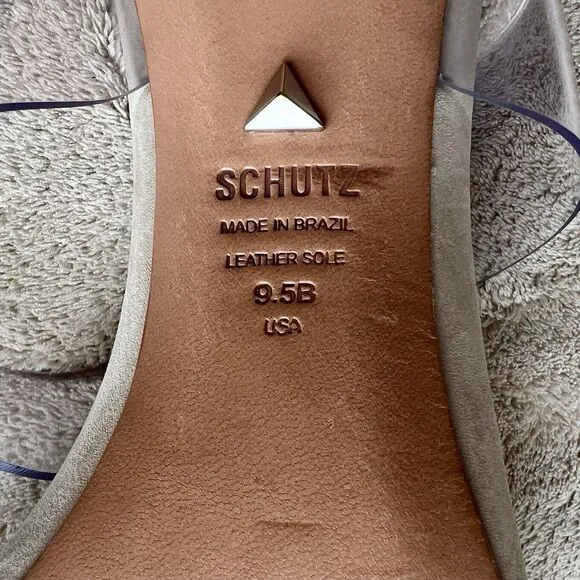 SCHUTZ
MADE IN BRAZIL
LEATHER SOLE
9.5B
USA